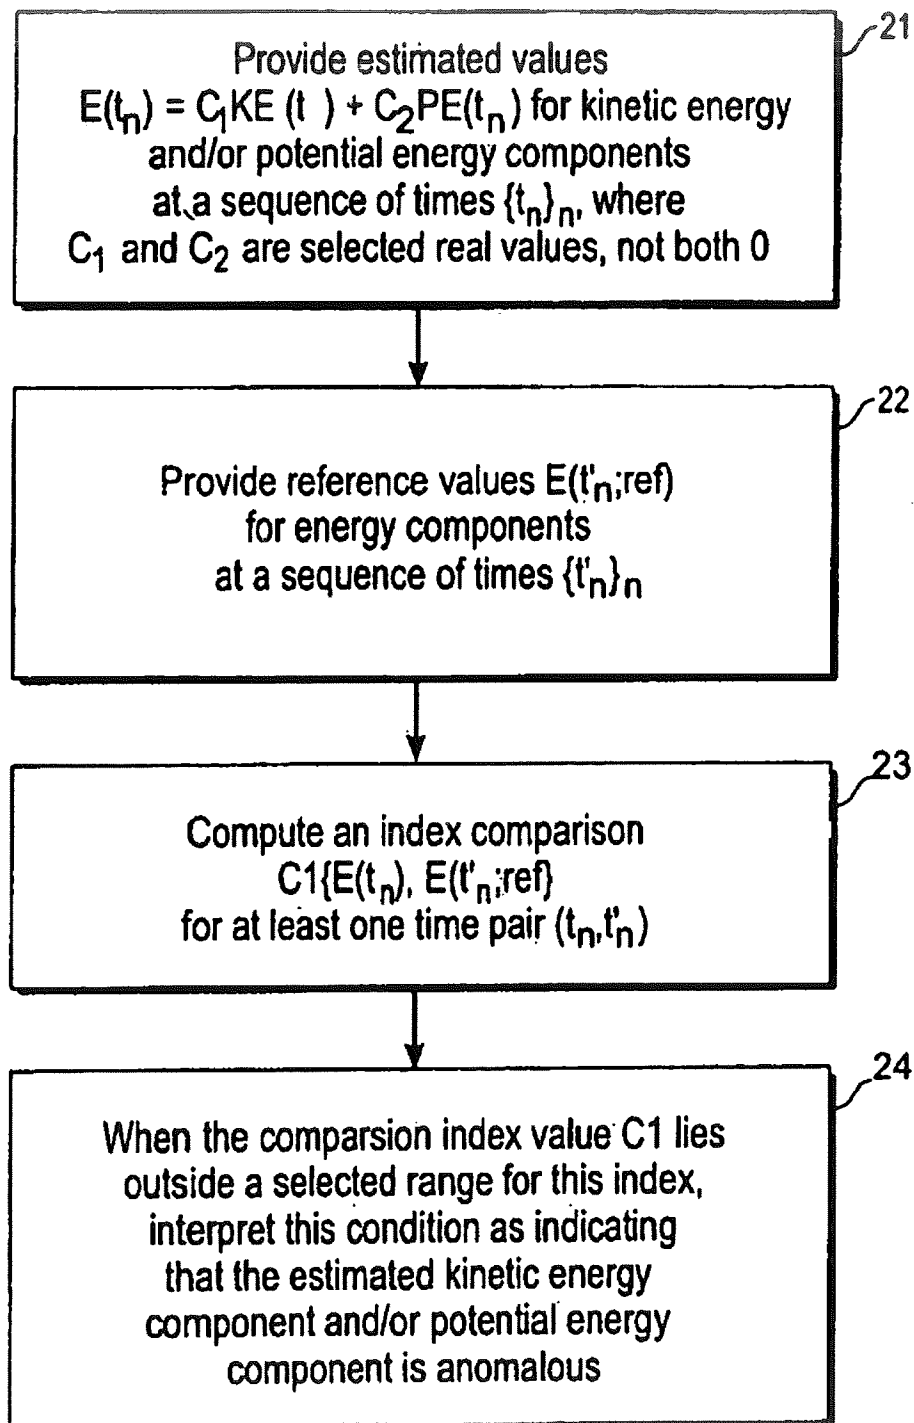 21
Provide estimated values
E(tₙ) = C₁KE (t ) + C₂PE(tₙ) for kinetic energy
and/or potential energy components
at a sequence of times {tₙ}ₙ, where
C₁ and C₂ are selected real values, not both 0
22
Provide reference values E(t'ₙ;ref)
for energy components
at a sequence of times {t'ₙ}ₙ
23
Compute an index comparison
C1{E(tₙ), E(t'ₙ;ref}
for at least one time pair (tₙ,t'ₙ)
24
When the comparsion index value C1 lies
outside a selected range for this index,
interpret this condition as indicating
that the estimated kinetic energy
component and/or potential energy
component is anomalous